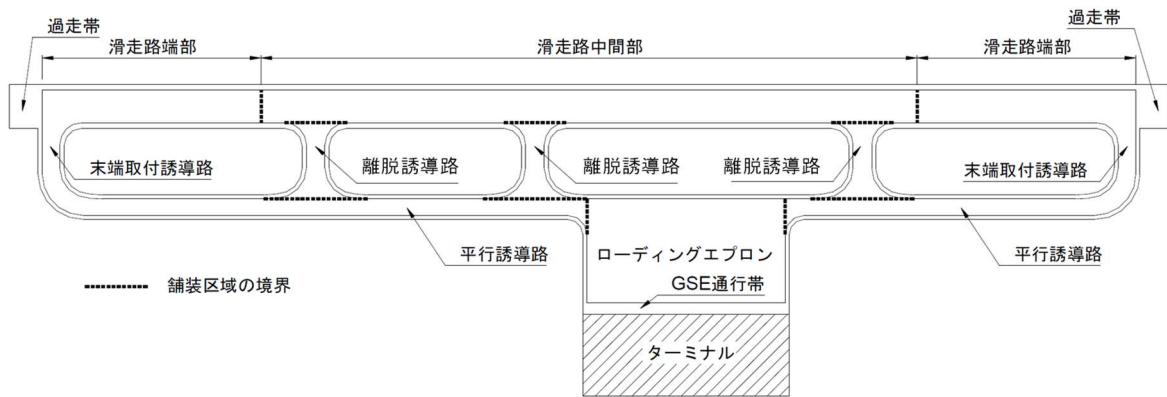 過走帯
過走帯
滑走路端部
滑走路中間部
滑走路端部
末端取付誘導路
離脱誘導路
離脱誘導路
離脱誘導路
末端取付誘導路
平行誘導路
ローディングエプロン
平行誘導路
舗装区域の境界
GSE通行帯
ターミナル